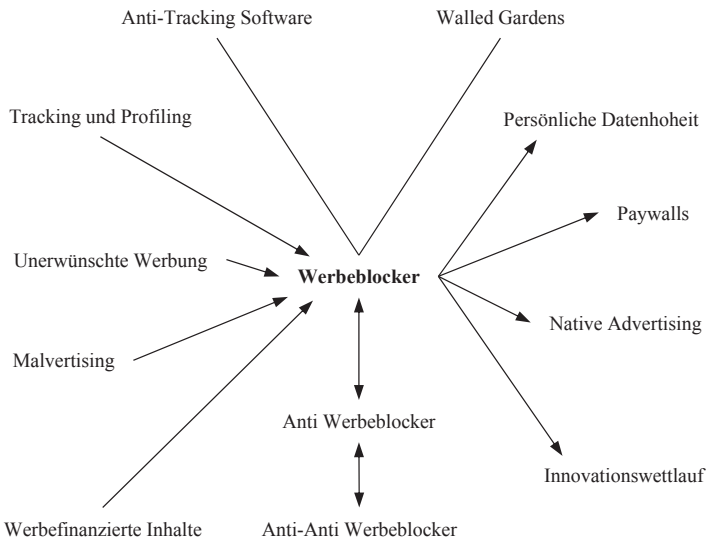 Anti-Tracking Software
Walled Gardens
Tracking und Profiling
Persönliche Datenhoheit
Paywalls
Unerwünschte Werbung
Werbeblocker
Native Advertising
Malvertising
Anti Werbeblocker
Innovationswettlauf
Werbefinanzierte Inhalte
Anti-Anti Werbeblocker